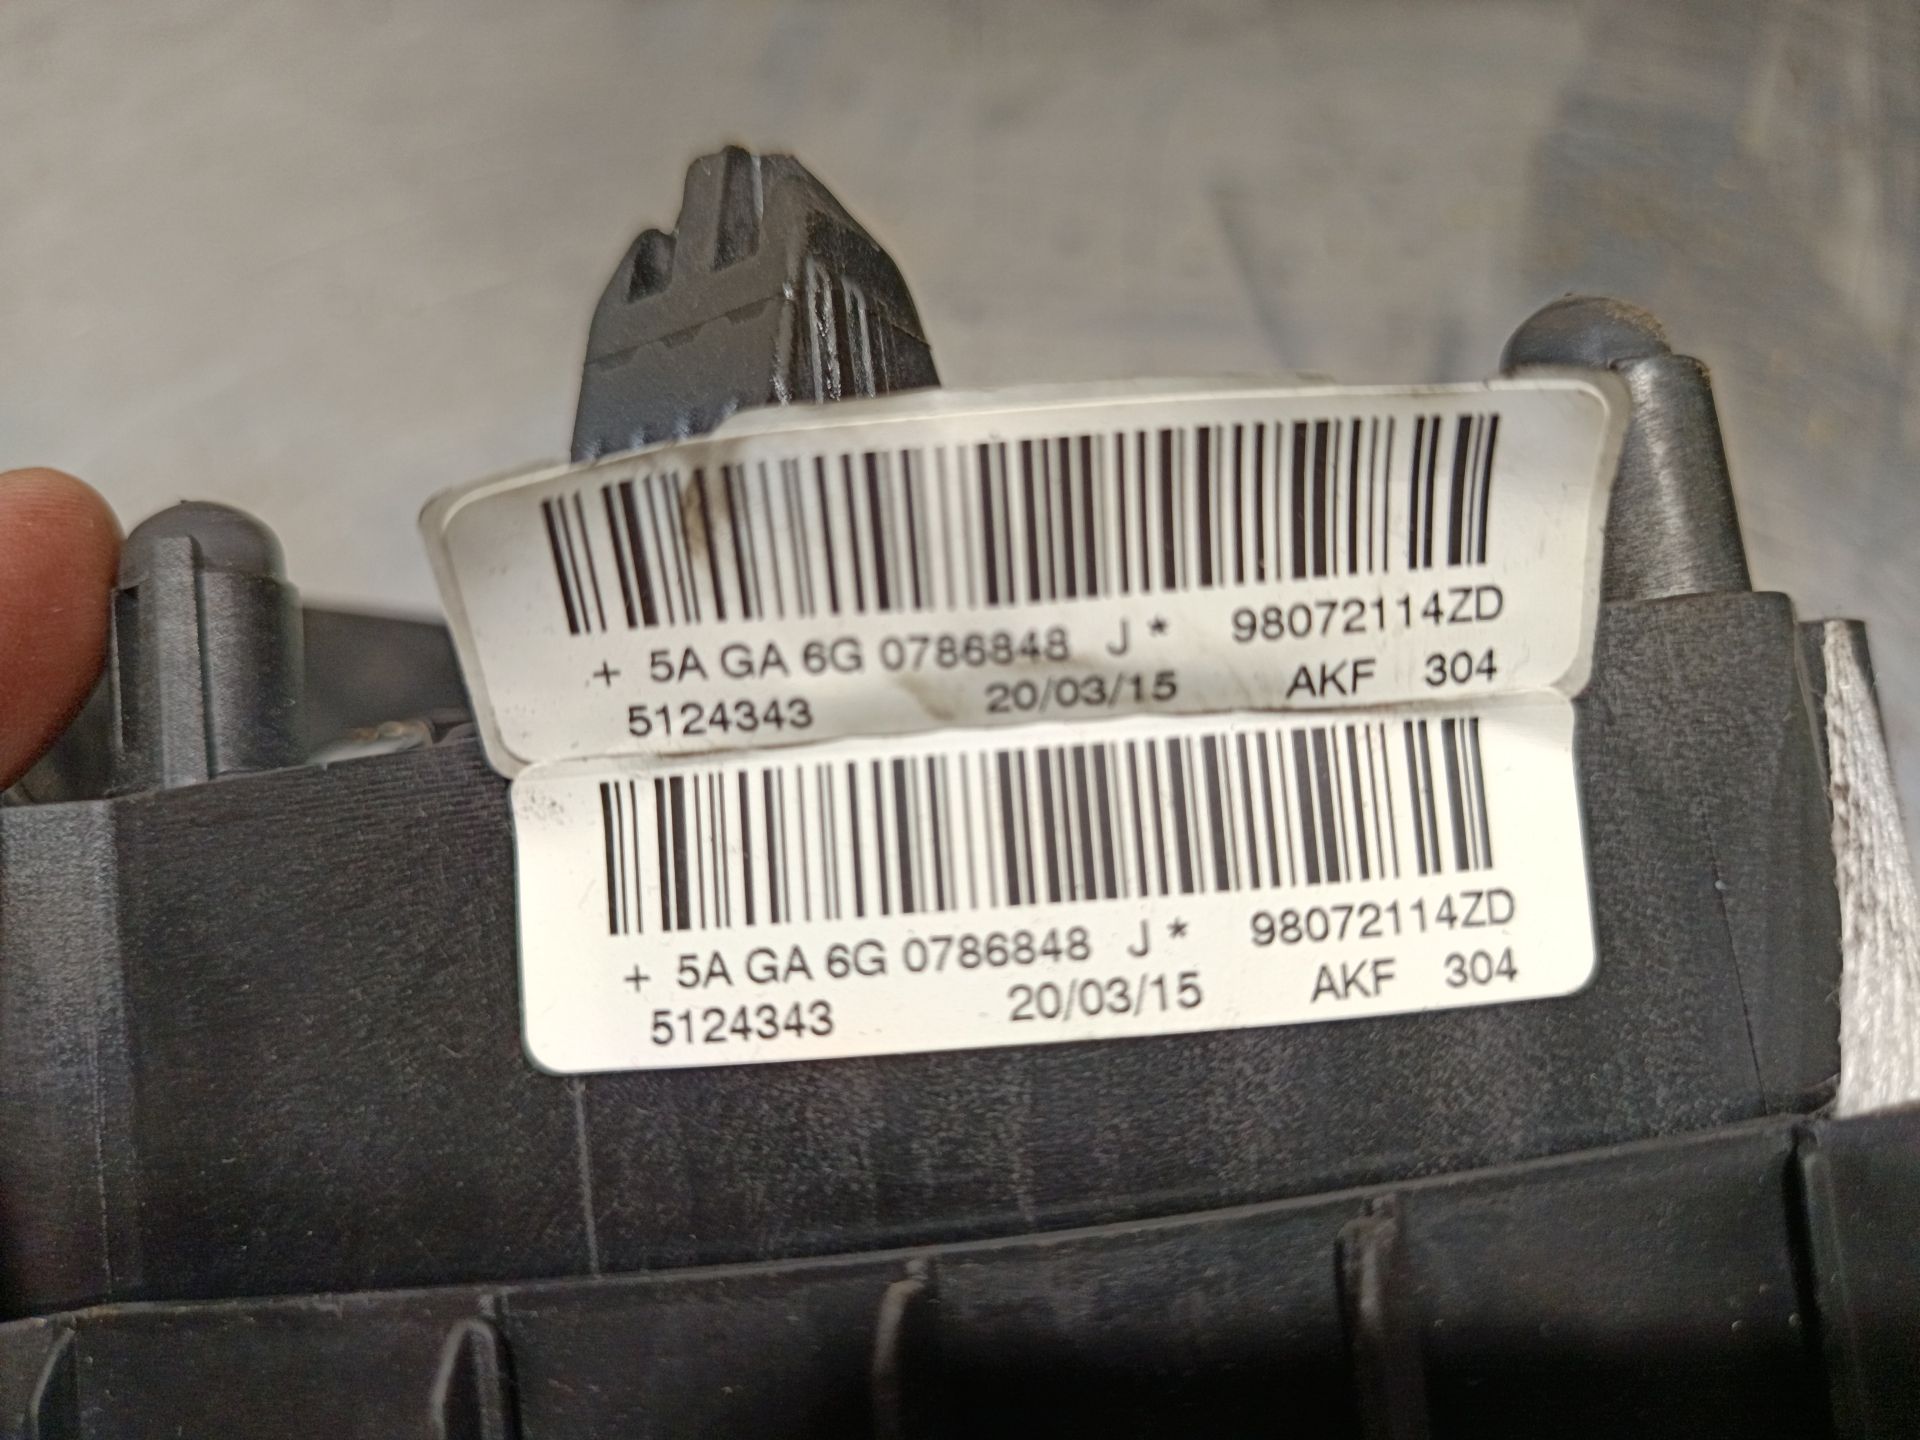 + 5A GA 6G 0786848 J* 98072114ZD
5124343 20/03/15 AKF 304
+ 5A GA 6G 0786848 J* 98072114ZD
5124343 20/03/15 AKF 304